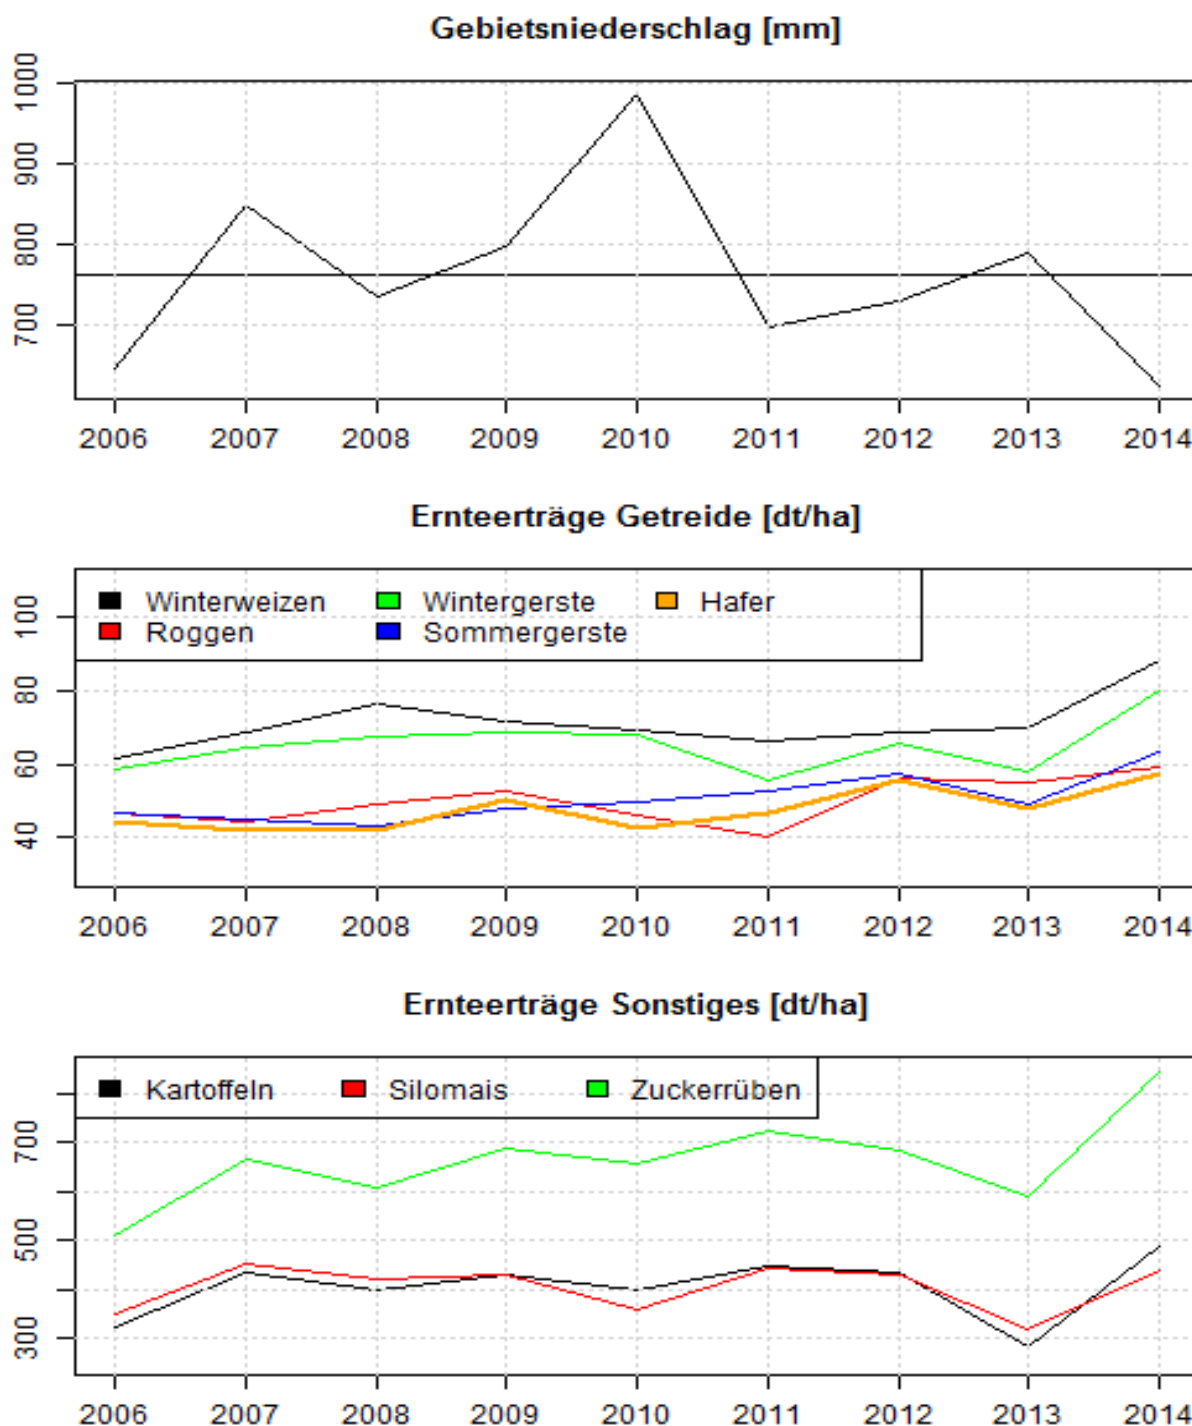 Gebietsniederschlag [mm]
1000
900
800
700
2006 2007 2008 2009 2010 2011 2012 2013 2014
Ernteerträge Getreide [dt/ha]
Winterweizen Wintergerste Hafer
Roggen Sommergerste
100
80
60
40
2006 2007 2008 2009 2010 2011 2012 2013 2014
Ernteerträge Sonstiges [dt/ha]
Kartoffeln Silomais Zuckerrüben
700
500
300
2006 2007 2008 2009 2010 2011 2012 2013 2014